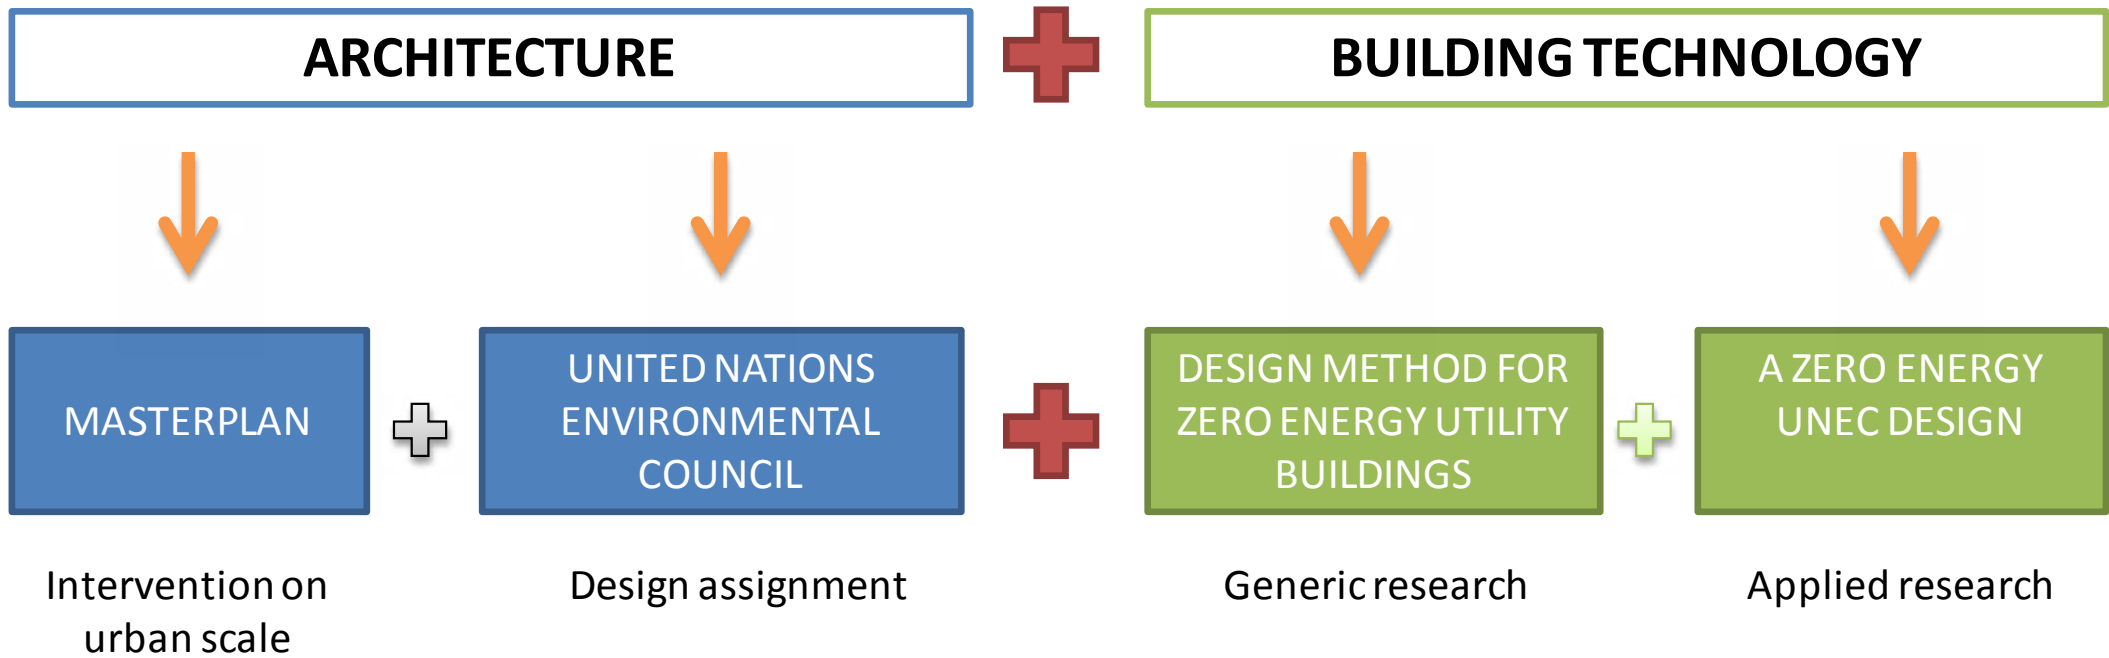 ARCHITECTURE
BUILDING TECHNOLOGY
MASTERPLAN
UNITED NATIONS
ENVIRONMENTAL
COUNCIL
DESIGN METHOD FOR
ZERO ENERGY UTILITY
BUILDINGS
A ZERO ENERGY
UNEC DESIGN
Intervention on
urban scale
Design assignment
Generic research
Applied research